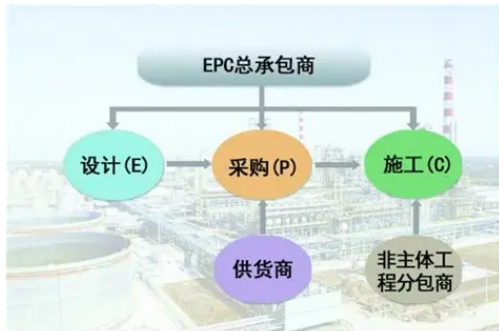 EPC总承包商
设计(E)
采购(P)
施工(C)
供货商
非主体工
程分包商